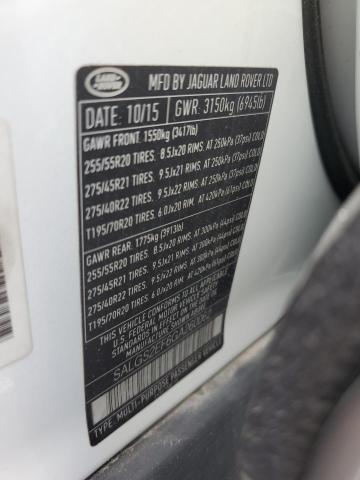 LAND ROVER
MFD BY JAGUAR LAND ROVER LTD
DATE: 10/15 GWR: 3150kg (6945lb)
GAWR FRONT. 1550kg (3417lb)
255/55R20 TIRES. 8.5Jx20 RIMS. AT 250kPa (37psi) COLD
275/45R21 TIRES. 9.5Jx21 RIMS. AT 250kPa (37psi) COLD
275/40R22 TIRES. 9.5Jx22 RIMS. AT 250kPa (37psi) COLD
T195/70R20 TIRES. 6.0Jx20 RIMS. AT 420kPa (61psi) COLD
GAWR REAR. 1775kg (3913lb)
255/55R20 TIRES. 8.5Jx20 RIMS. AT 300kPa (44psi) COLD
275/45R21 TIRES. 9.5Jx21 RIMS. AT 300kPa (44psi) COLD
275/40R22 TIRES. 9.5Jx22 RIMS. AT 300kPa (44psi) COLD
T195/70R20 TIRES. 6.0Jx20 RIMS. AT 420kPa (61psi) COLD
THIS VEHICLE CONFORMS TO ALL APPLICABLE
U.S. FEDERAL MOTOR VEHICLE SAFETY
TYPE: MULTI-PURPOSE PASSENGER VEHICLE